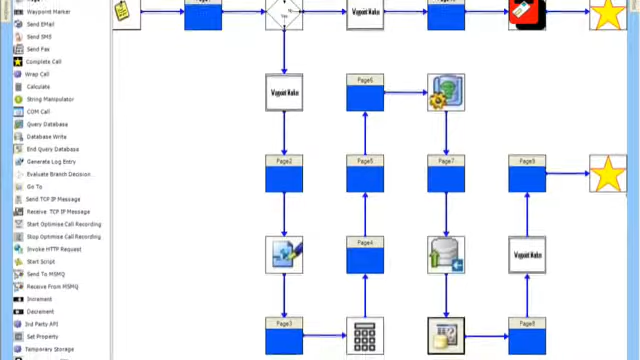 Waypoint Marker
Send EMail
Send SMS
Send Fax
Complete Call
Wrap Call
Calculate
String Manipulator
COM Call
Query Database
Database Write
End Query Database
Generate Log Entry
Evaluate Branch Decision...
Go To
Send TCP IP Message
Receive TCP IP Message
Start Optimise Call Recording
Stop Optimise Call Recording
Invoke HTTP Request
Start Script
Send To MSMQ
Receive From MSMQ
Increment
Decrement
3rd Party API
Set Property
Temporary Storage
Yes
Page6
Page2
Page5
Page7
Page9
Page4
Page3
Page8